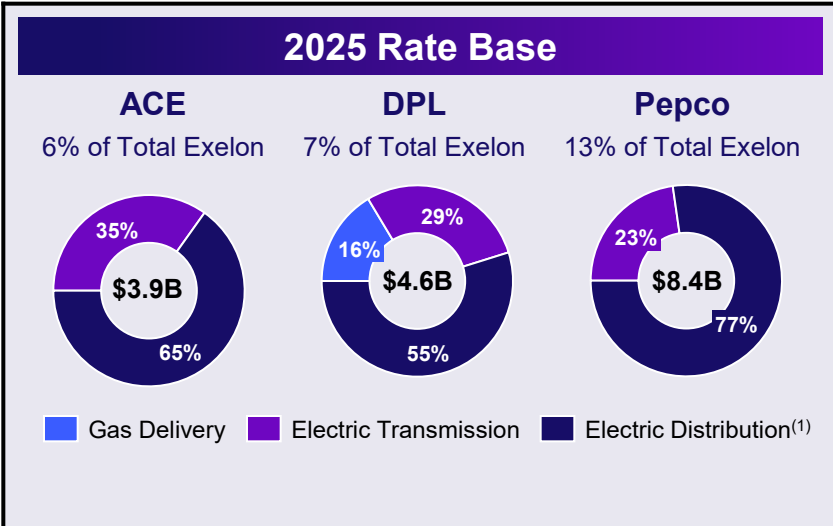 2025 Rate Base
ACE
6% of Total Exelon
35%
$3.9B
65%
DPL
7% of Total Exelon
29%
16%
$4.6B
55%
Pepco
13% of Total Exelon
23%
$8.4B
77%
Gas Delivery
Electric Transmission
Electric Distribution(1)